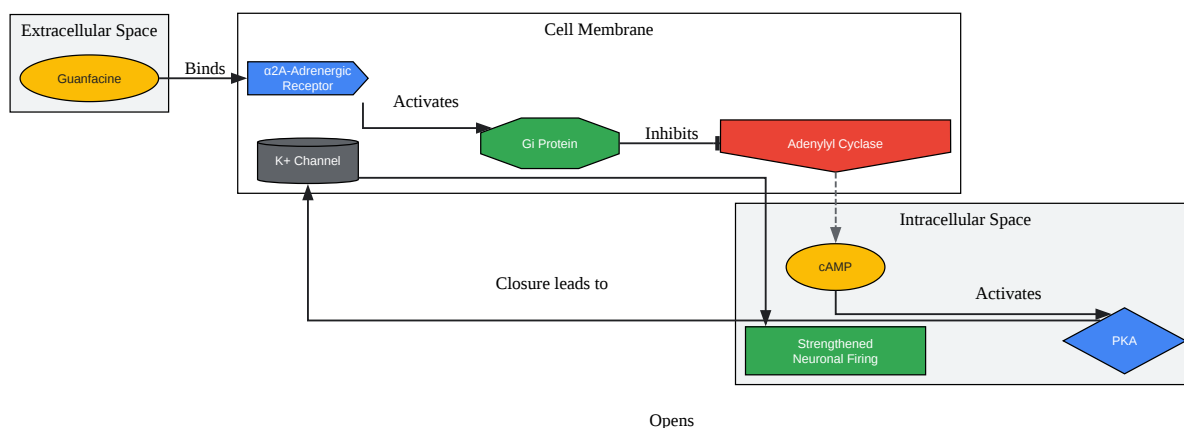 Extracellular Space
Cell Membrane
Guanfacine
Binds
α2A-Adrenergic
Receptor
Activates
Gi Protein
Inhibits
Adenylyl Cyclase
K+ Channel
Intracellular Space
cAMP
Closure leads to
Activates
PKA
Strengthened
Neuronal Firing
Opens